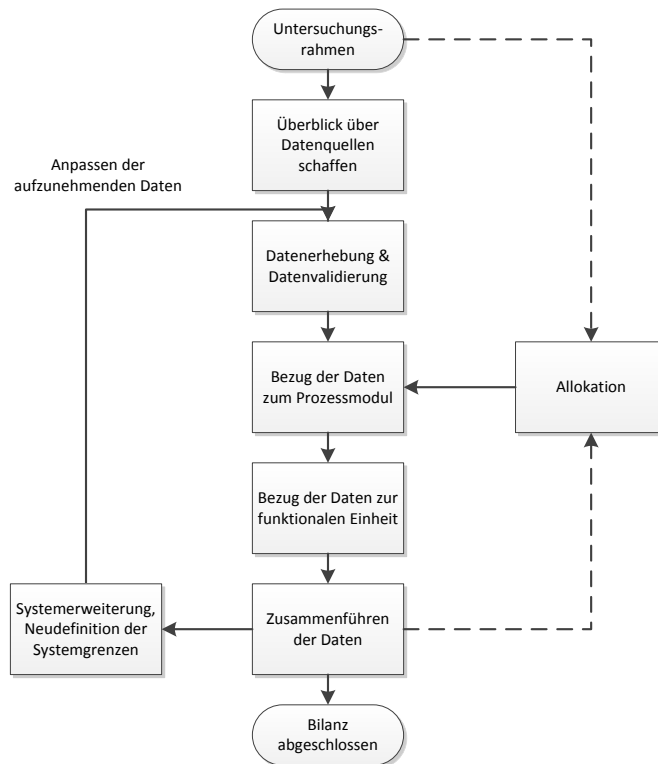 Untersuchungs-
rahmen
Überblick über
Datenquellen
schaffen
Anpassen der
aufzunehmenden Daten
Datenerhebung &
Datenvalidierung
Bezug der Daten
zum Prozessmodul
Allokation
Bezug der Daten zur
funktionalen Einheit
Systemerweiterung,
Neudefinition der
Systemgrenzen
Zusammenführen
der Daten
Bilanz
abgeschlossen